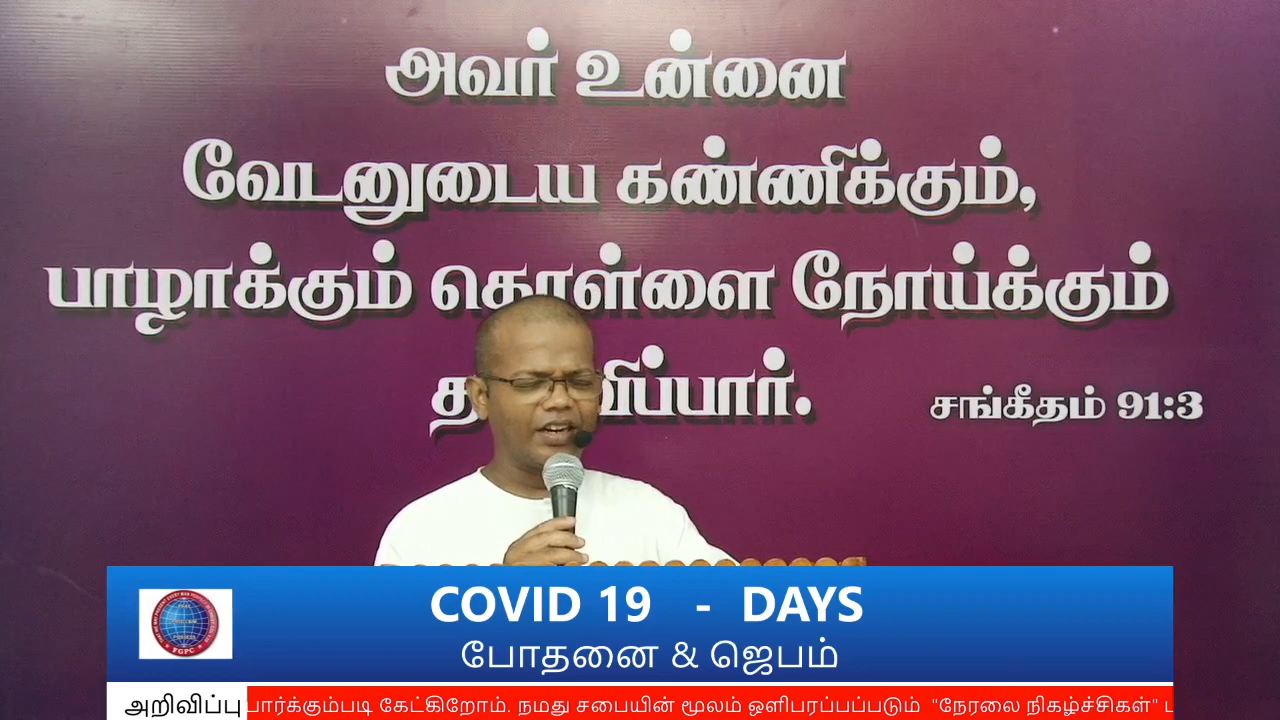 அவர் உன்னை
வேடனுடைய கண்ணிக்கும்,
பாழாக்கும் கொள்ளை நோய்க்கும்
சங்கீதம் 91:3
COVID 19 - DAYS
போதனை & ஜெபம்
FGPC
அறிவிப்பு பார்க்கும்படி கேட்கிறோம். நமது சபையின் மூலம் ஒளிபரப்பப்படும் "நேரலை நிகழ்ச்சிகள்"